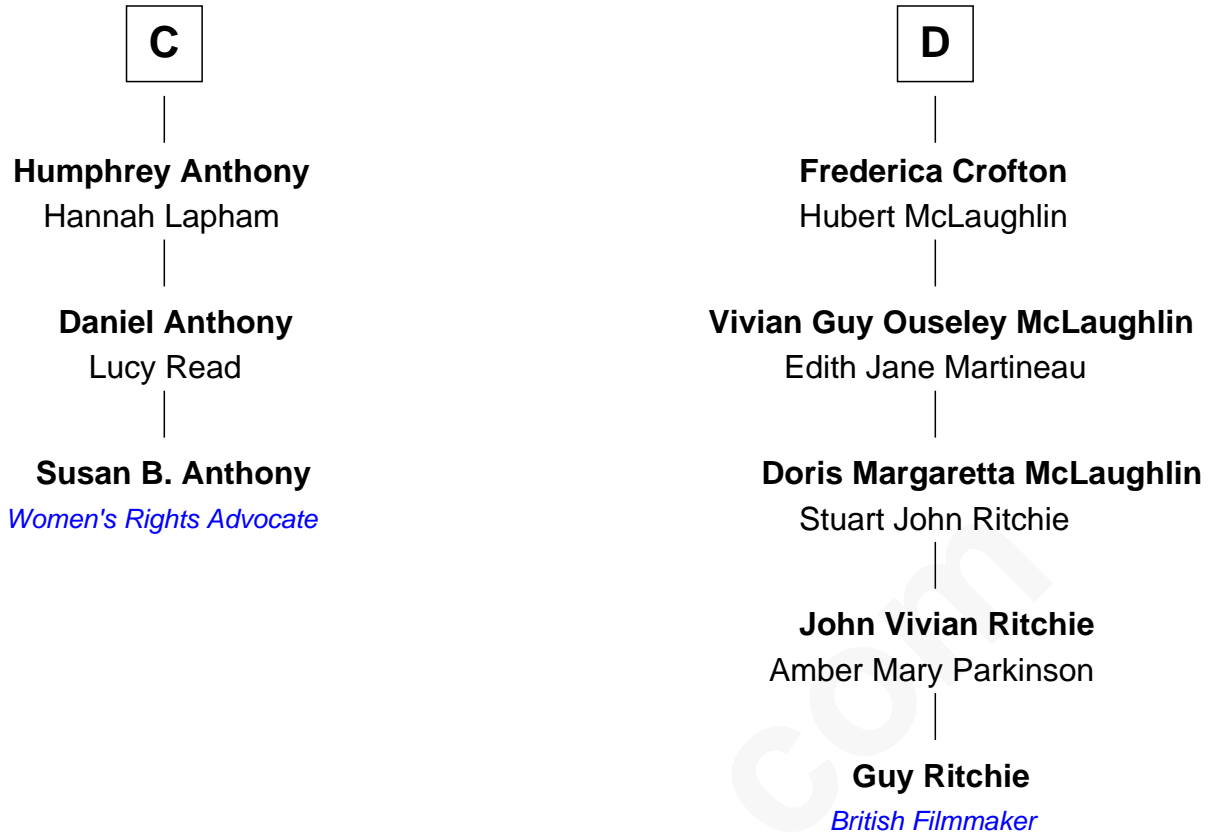 C
Humphrey Anthony
Hannah Lapham
Daniel Anthony
Lucy Read
Susan B. Anthony
Women's Rights Advocate
D
Frederica Crofton
Hubert McLaughlin
Vivian Guy Ouseley McLaughlin
Edith Jane Martineau
Doris Margaretta McLaughlin
Stuart John Ritchie
John Vivian Ritchie
Amber Mary Parkinson
Guy Ritchie
British Filmmaker
com